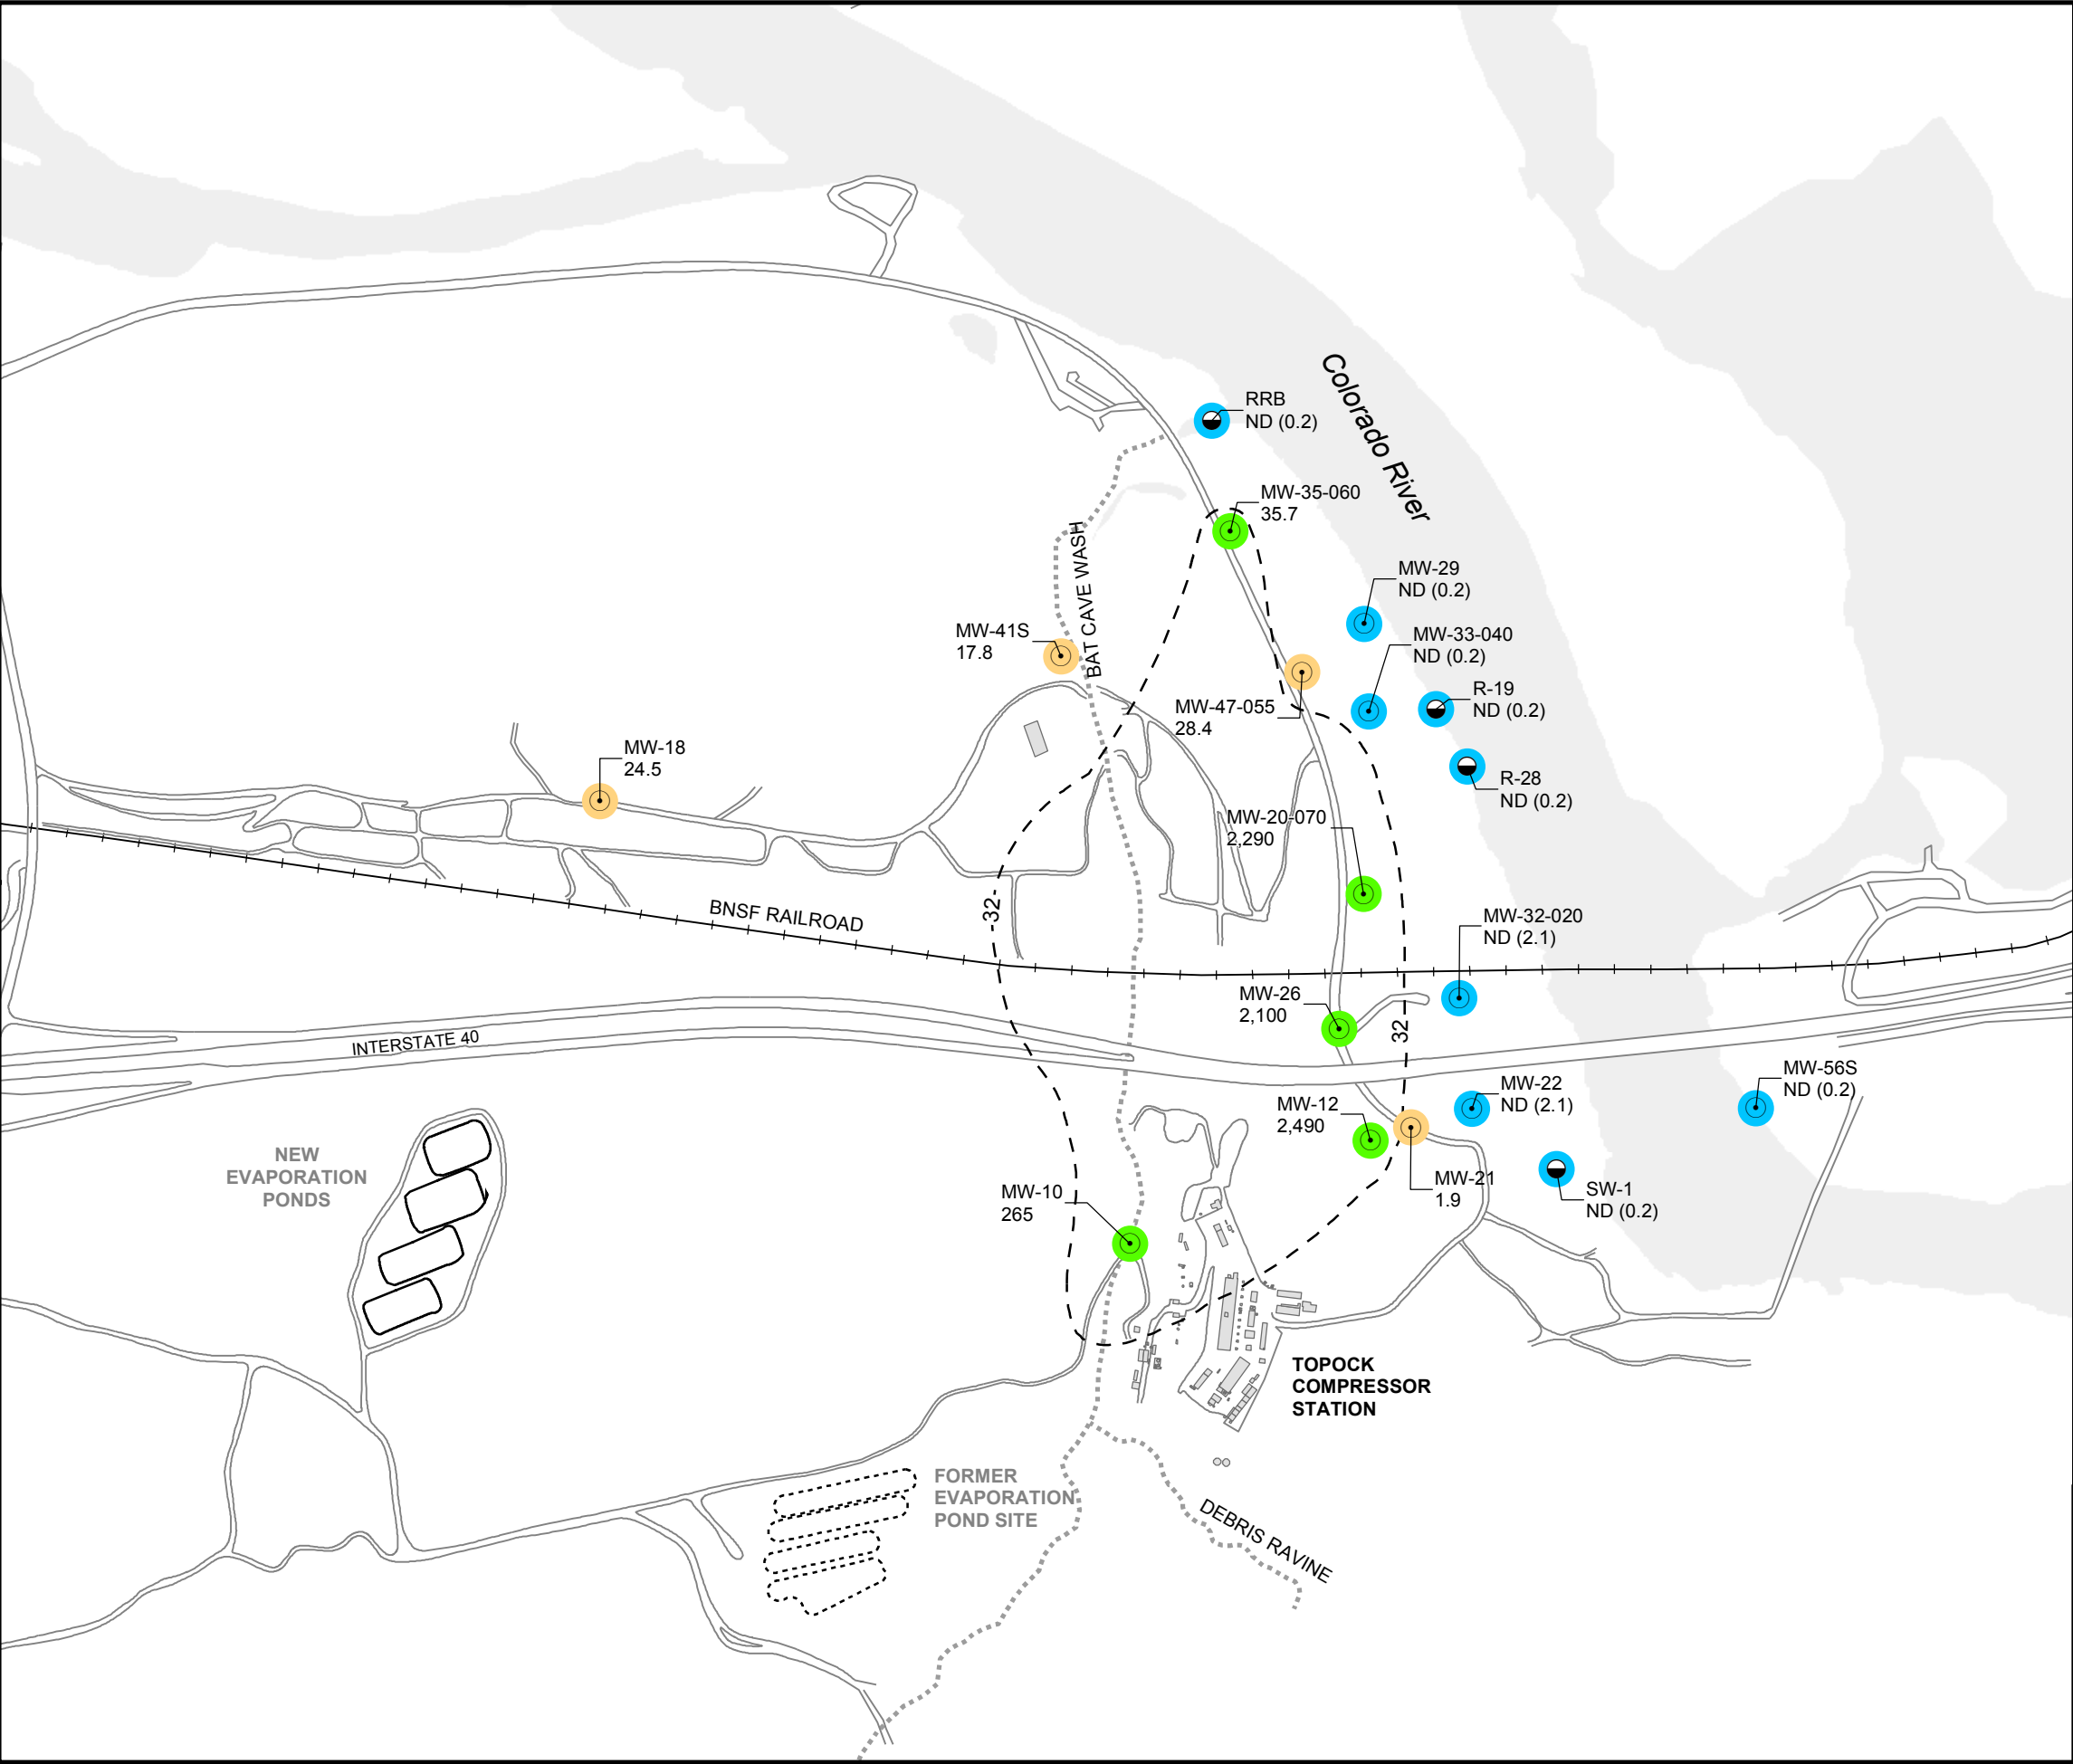 RRB
ND (0.2)
Colorado River
MW-35-060
35.7
BAT CAVE WASH
MW-29
ND (0.2)
MW-41S
17.8
MW-33-040
ND (0.2)
R-19
ND (0.2)
MW-47-055
28.4
MW-18
24.5
R-28
ND (0.2)
MW-20-070
2,290
32
BNSF RAILROAD
MW-32-020
ND (2.1)
MW-26
2,100
32
INTERSTATE 40
MW-56S
ND (0.2)
MW-22
ND (2.1)
MW-12
2,490
NEW
EVAPORATION
PONDS
MW-21
1.9
MW-10
265
SW-1
ND (0.2)
TOPOCK
COMPRESSOR
STATION
FORMER
EVAPORATION
POND SITE
DEBRIS RAVINE